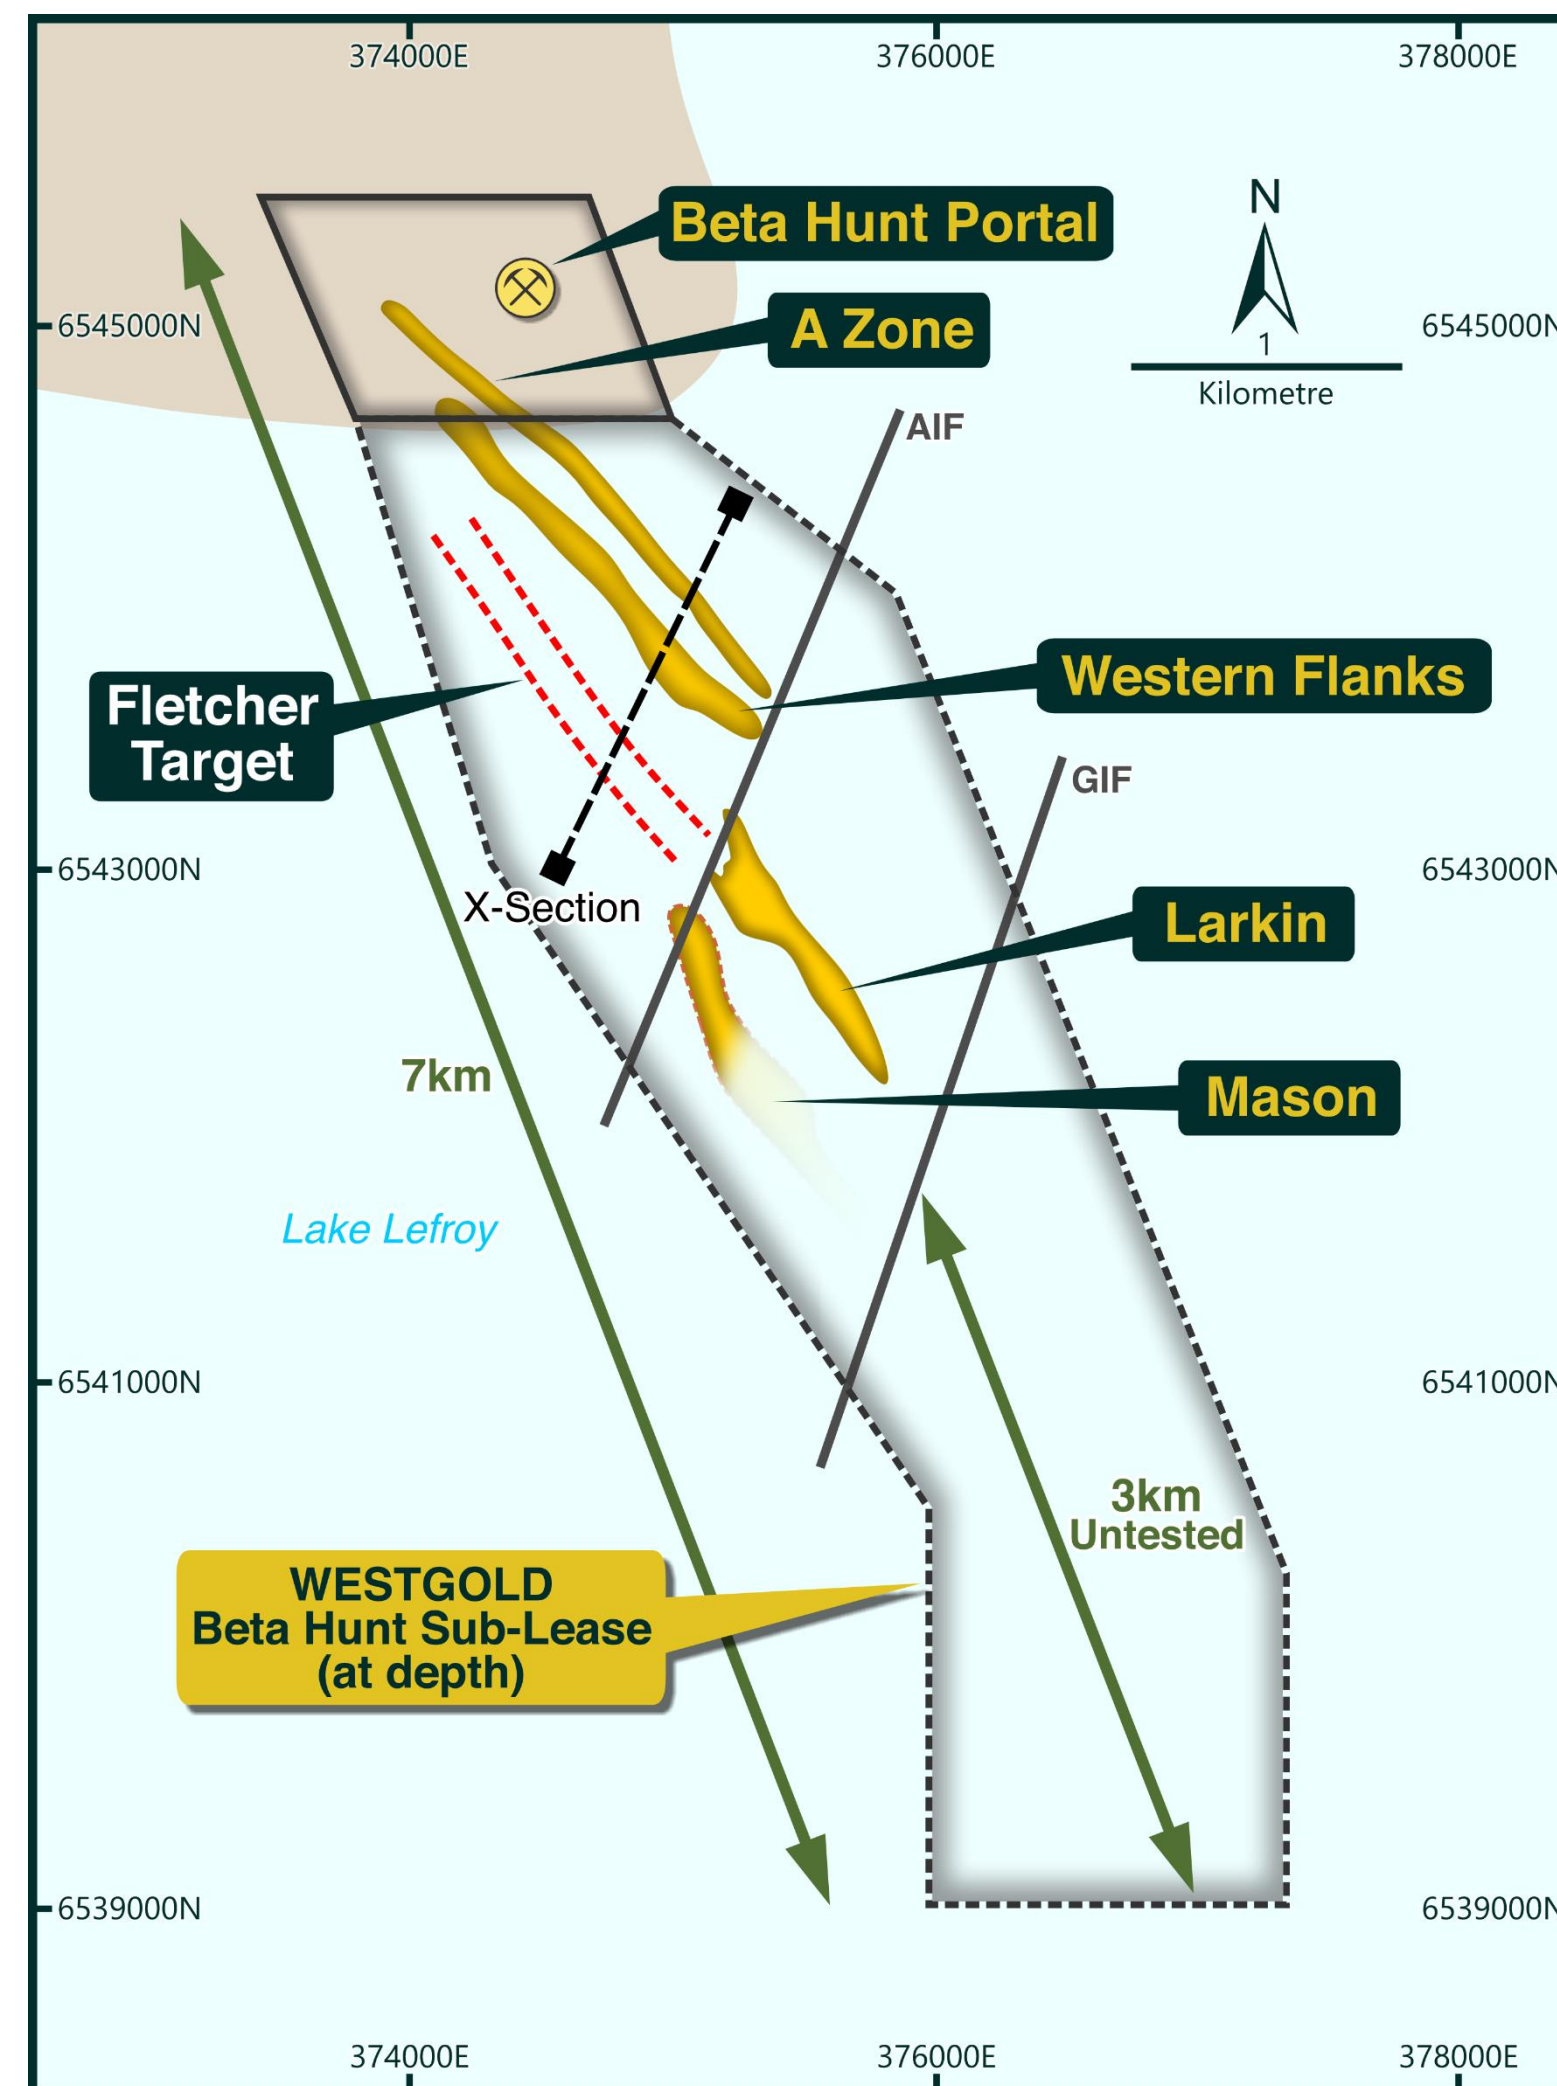 374000E
376000E
378000E
N
Beta Hunt Portal
A Zone
6545000N
6545000N
1
Kilometre
AIF
Western Flanks
Fletcher
Target
GIF
6543000N
6543000N
X-Section
Larkin
7km
Mason
Lake Lefroy
6541000N
6541000N
3km
Untested
WESTGOLD
Beta Hunt Sub-Lease
(at depth)
6539000N
6539000N
374000E
376000E
378000E